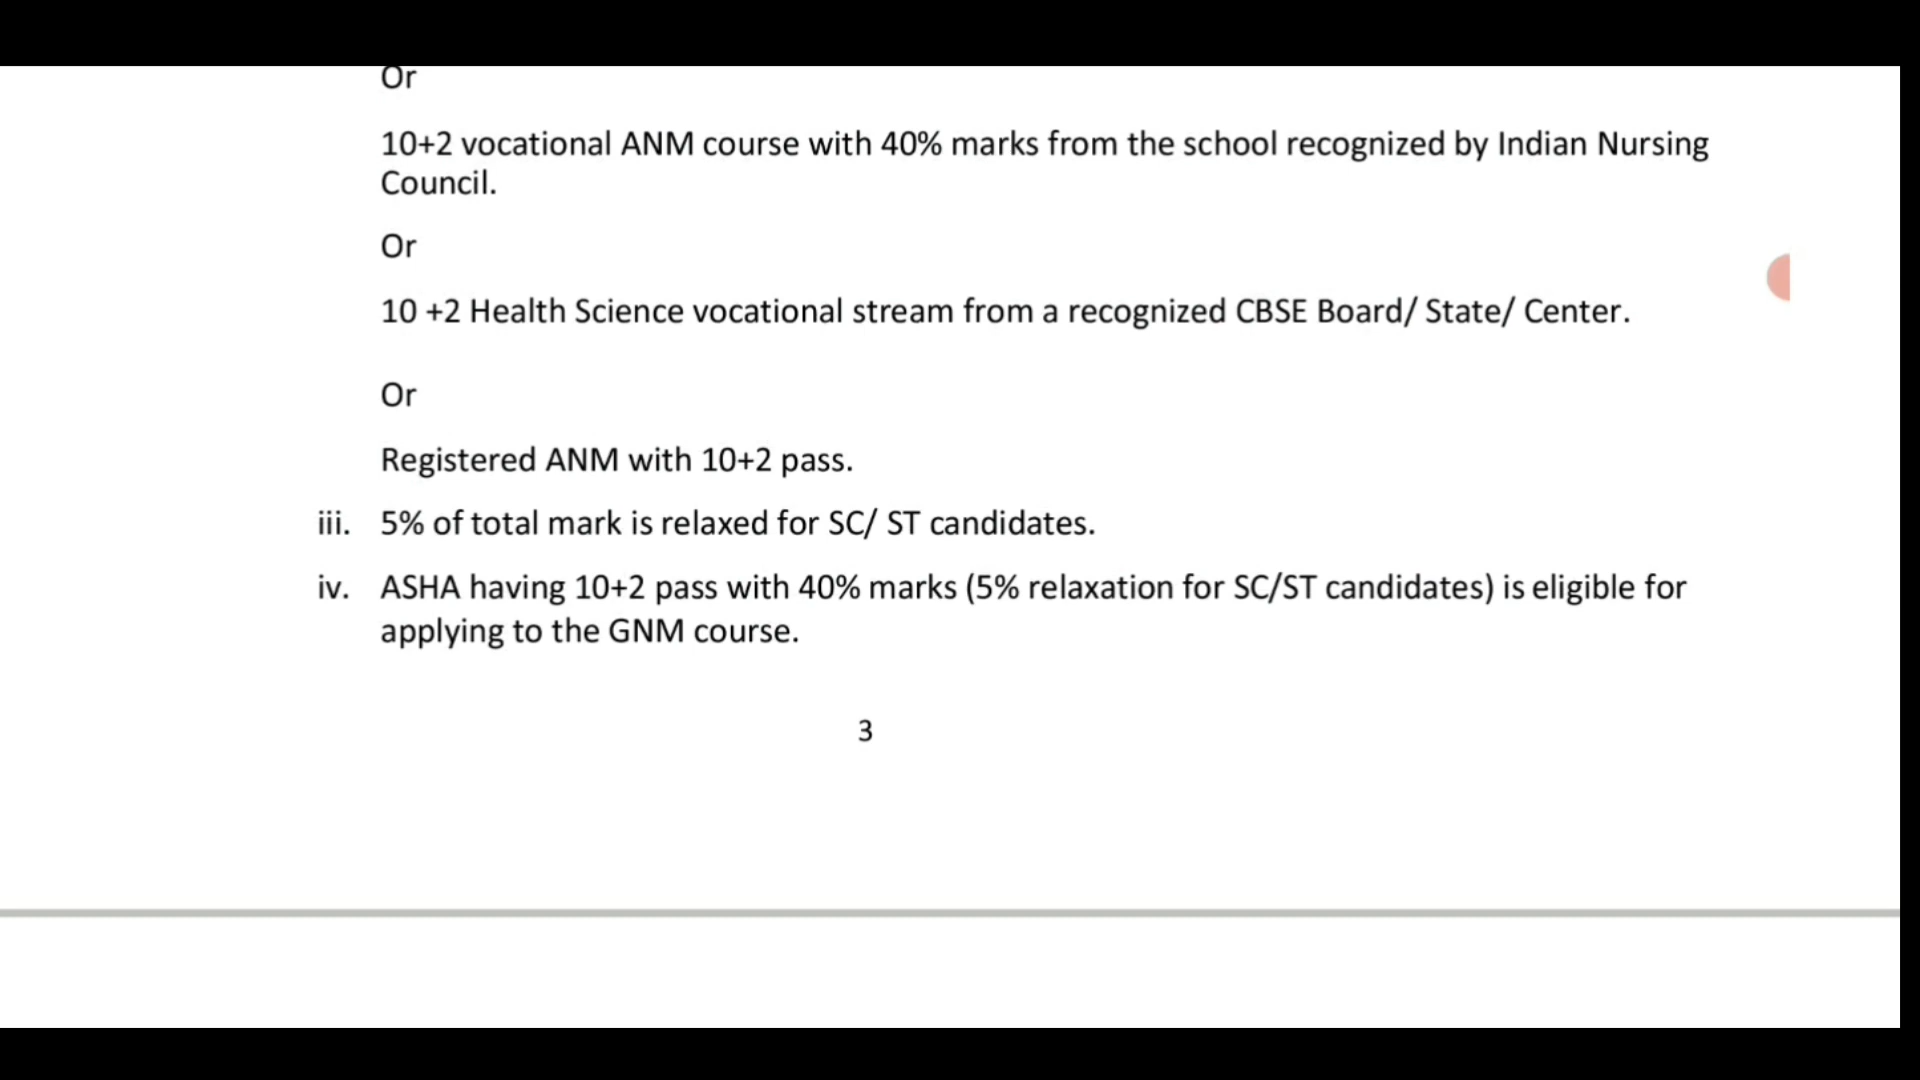 Or
10+2 vocational ANM course with 40% marks from the school recognized by Indian Nursing
Council.
Or
10 +2 Health Science vocational stream from a recognized CBSE Board/ State/ Center.
Or
Registered ANM with 10+2 pass.
iii. 5% of total mark is relaxed for SC/ ST candidates.
iv. ASHA having 10+2 pass with 40% marks (5% relaxation for SC/ST candidates) is eligible for
applying to the GNM course.
3